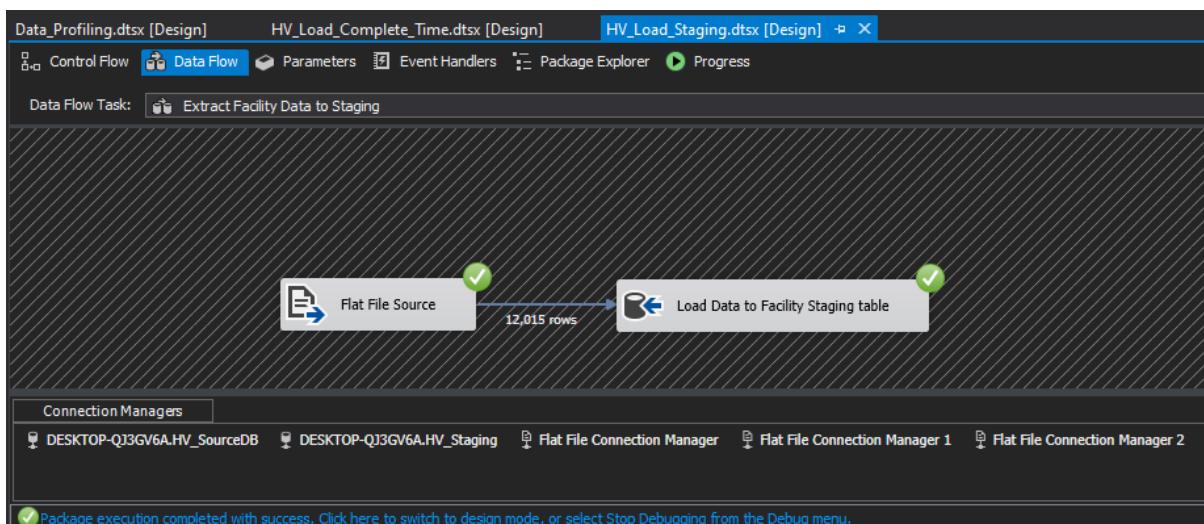 Data_Profiling.dtsx [Design] HV_Load_Complete_Time.dtsx [Design] HV_Load_Staging.dtsx [Design]
Control Flow Data Flow Parameters Event Handlers Package Explorer Progress
Data Flow Task: Extract Facility Data to Staging
Flat File Source Load Data to Facility Staging table
12,015 rows
Connection Managers
DESKTOP-QJ3GV6A.HV_SourceDB DESKTOP-QJ3GV6A.HV_Staging Flat File Connection Manager Flat File Connection Manager 1 Flat File Connection Manager 2
Package execution completed with success. Click here to switch to design mode, or select Stop Debugging from the Debug menu.